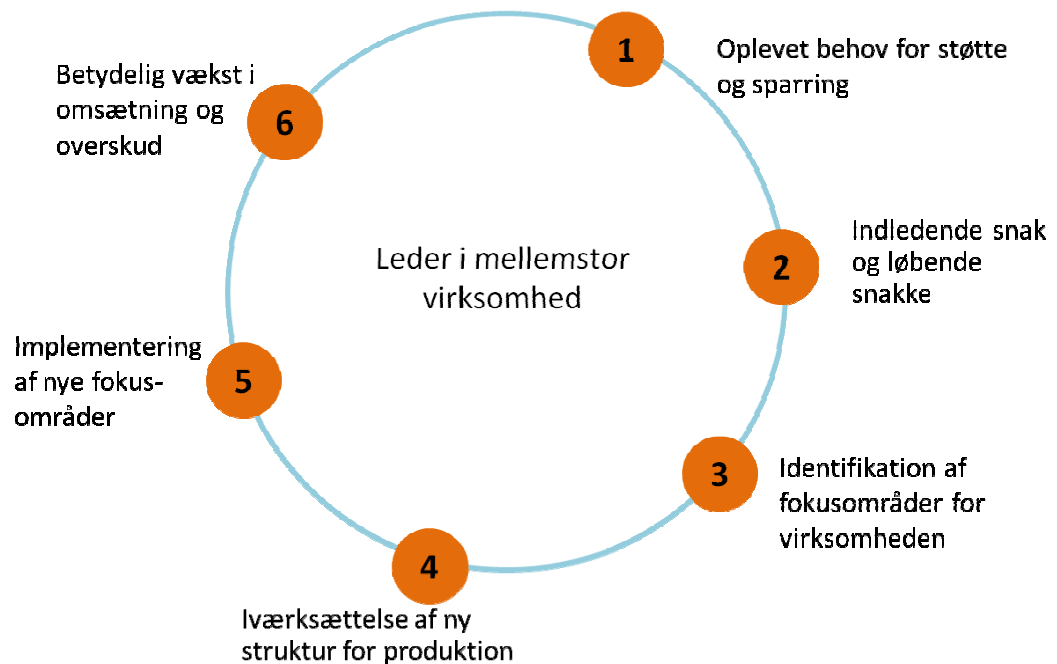 1
Oplevet behov for støtte
og sparring
2
Indledende snak
og løbende
snakke
3
Identifikation af
fokusområder for
virksomheden
4
Iværksættelse af ny
struktur for produktion
5
Implementering
af nye fokus-
områder
6
Betydelig vækst i
omsætning og
overskud
Leder i mellemstor
virksomhed